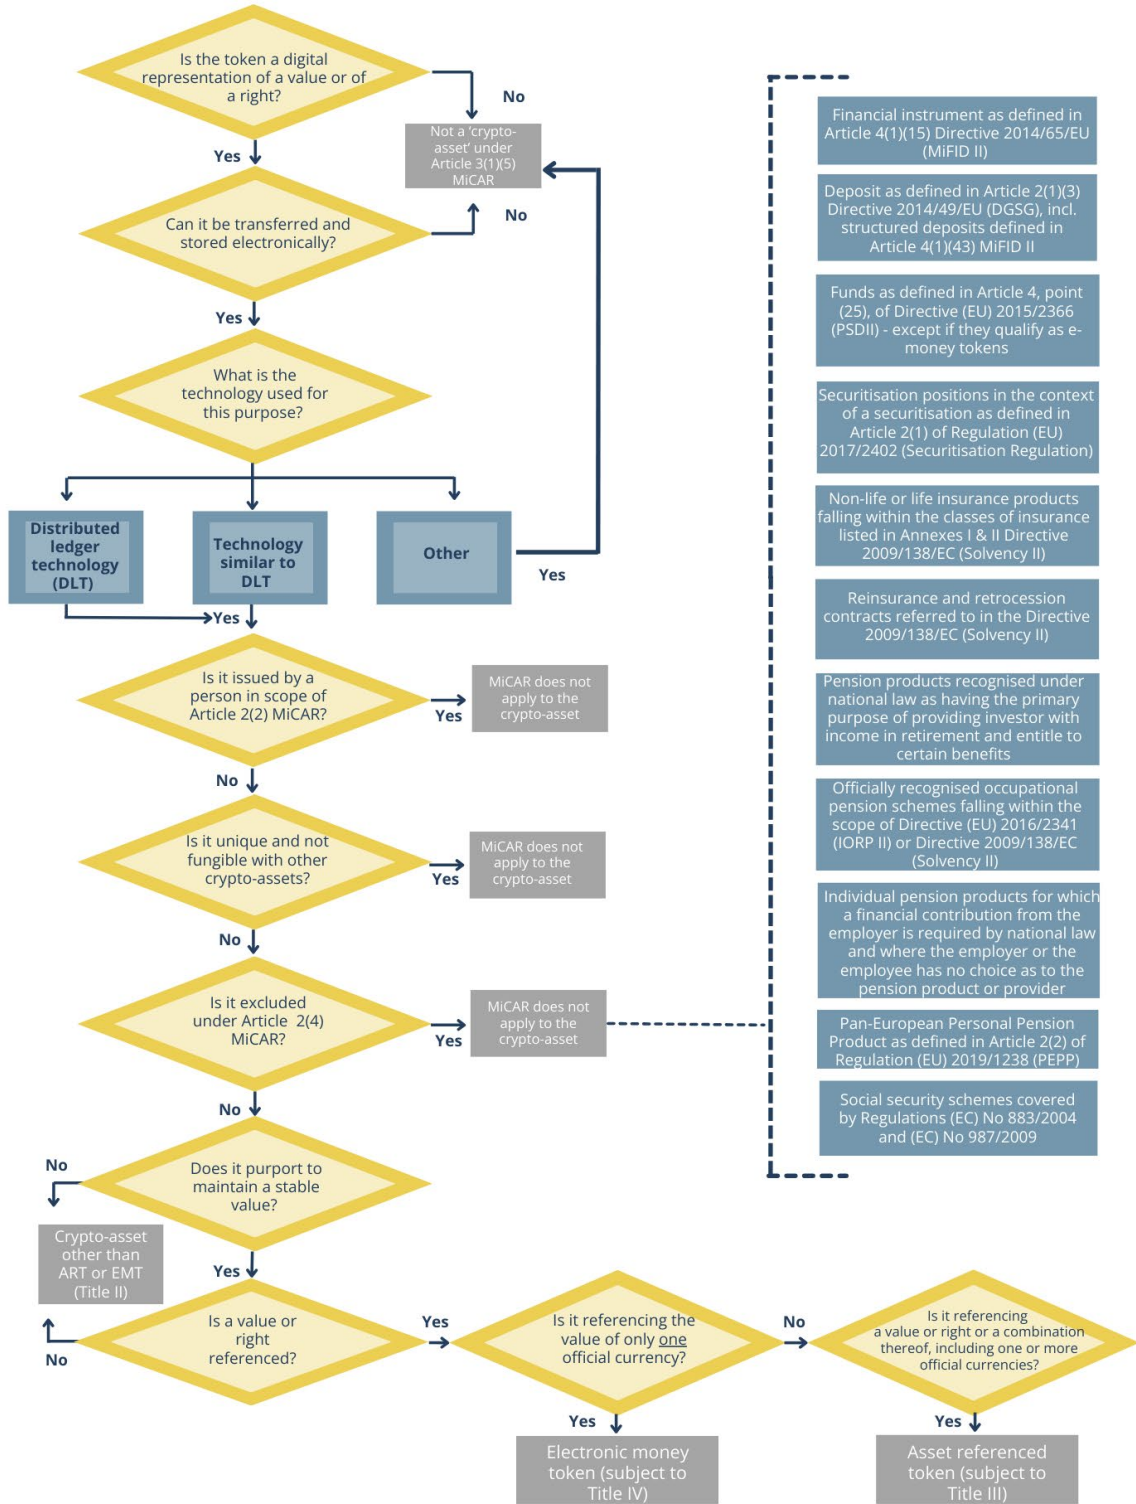 Is the token a digital
representation of a value or of
a right?
No
Not a ‘crypto-
asset’ under
Article 3(1)(5)
MiCAR
Yes
Can it be transferred and
stored electronically?
No
Yes
What is the
technology used for
this purpose?
Distributed
ledger
technology
(DLT)
Technology
similar to
DLT
Other
Yes
Yes
Is it issued by a
person in scope of
Article 2(2) MiCAR?
Yes
MiCAR does not
apply to the
crypto-asset
No
Is it unique and not
fungible with other
crypto-assets?
Yes
MiCAR does not
apply to the
crypto-asset
No
Is it excluded
under Article 2(4)
MiCAR?
Yes
MiCAR does not
apply to the
crypto-asset
No
Does it purport to
maintain a stable
value?
No
Crypto-asset
other than
ART or EMT
(Title II)
Yes
Is a value or
right
referenced?
No
Yes
Is it referencing the
value of only one
official currency?
Yes
Electronic money
token (subject to
Title IV)
No
Is it referencing
a value or right or a combination
thereof, including one or more
official currencies?
Yes
Asset referenced
token (subject to
Title III)
Financial instrument as defined in
Article 4(1)(15) Directive 2014/65/EU
(MiFID II)
Deposit as defined in Article 2(1)(3)
Directive 2014/49/EU (DGSG), incl.
structured deposits defined in
Article 4(1)(43) MiFID II
Funds as defined in Article 4, point
(25), of Directive (EU) 2015/2366
(PSDII) - except if they qualify as e-
money tokens
Securitisation positions in the context
of a securitisation as defined in
Article 2(1) of Regulation (EU)
2017/2402 (Securitisation Regulation)
Non-life or life insurance products
falling within the classes of insurance
listed in Annexes I & II Directive
2009/138/EC (Solvency II)
Reinsurance and retrocession
contracts referred to in the Directive
2009/138/EC (Solvency II)
Pension products recognised under
national law as having the primary
purpose of providing investor with
income in retirement and entitle to
certain benefits
Officially recognised occupational
pension schemes falling within the
scope of Directive (EU) 2016/2341
(IORP II) or Directive 2009/138/EC
(Solvency II)
Individual pension products for which
a financial contribution from the
employer is required by national law
and where the employer or the
employee has no choice as to the
pension product or provider
Pan-European Personal Pension
Product as defined in Article 2(2) of
Regulation (EU) 2019/1238 (PEPP)
Social security schemes covered
by Regulations (EC) No 883/2004
and (EC) No 987/2009